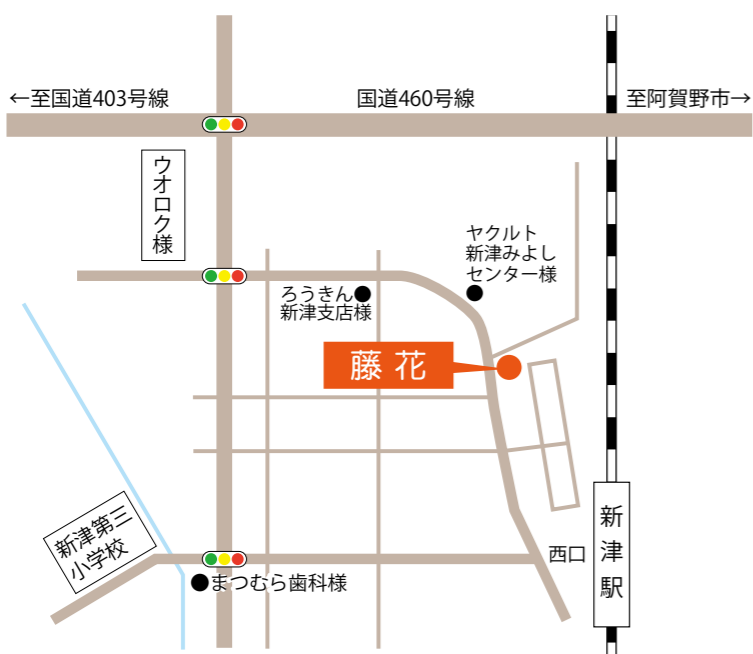 ←至国道403号線
国道460号線
至阿賀野市→
ウオロク様
ヤクルト
新津みよし
センター様
ろうきん
新津支店様
藤花
新津第三
小学校
西口
新津駅
まつむら歯科様